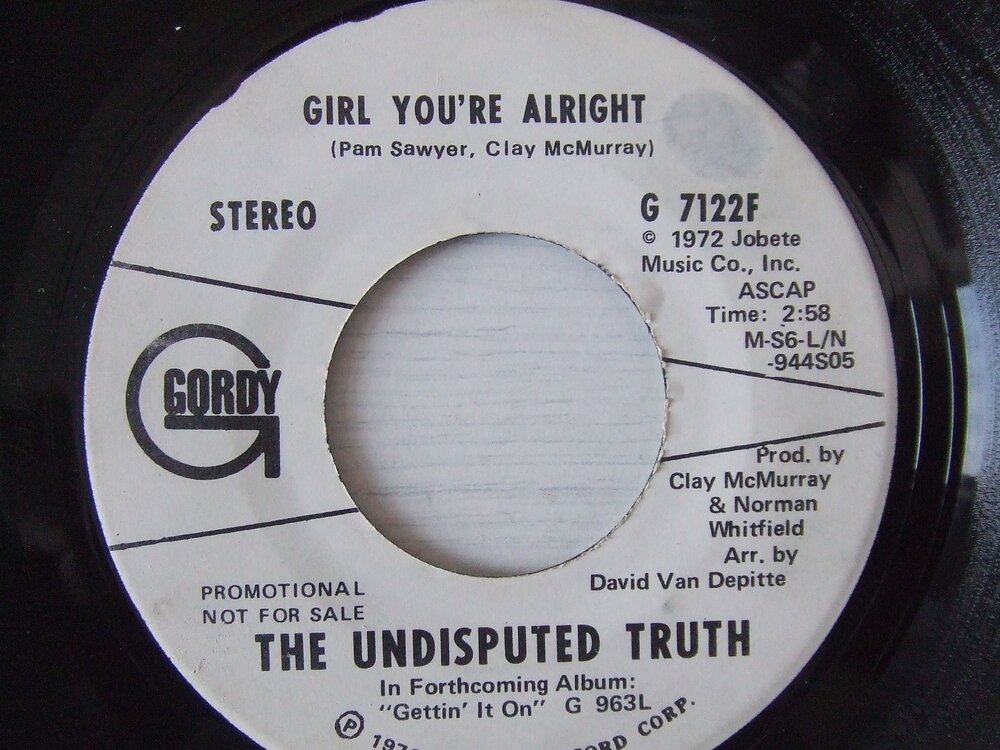 GIRL YOU'RE ALRIGHT
(Pam Sawyer, Clay McMurray)
STEREO
G 7122F
© 1972 Jobete
Music Co., Inc.
ASCAP
Time: 2:58
M-S6-L/N
-944S05
GORDY
Prod. by
Clay McMurray
& Norman
Whitfield
Arr. by
David Van Depitte
PROMOTIONAL
NOT FOR SALE
THE UNDISPUTED TRUTH
In Forthcoming Album:
"Gettin' It On" G 963L
℗ CORP.